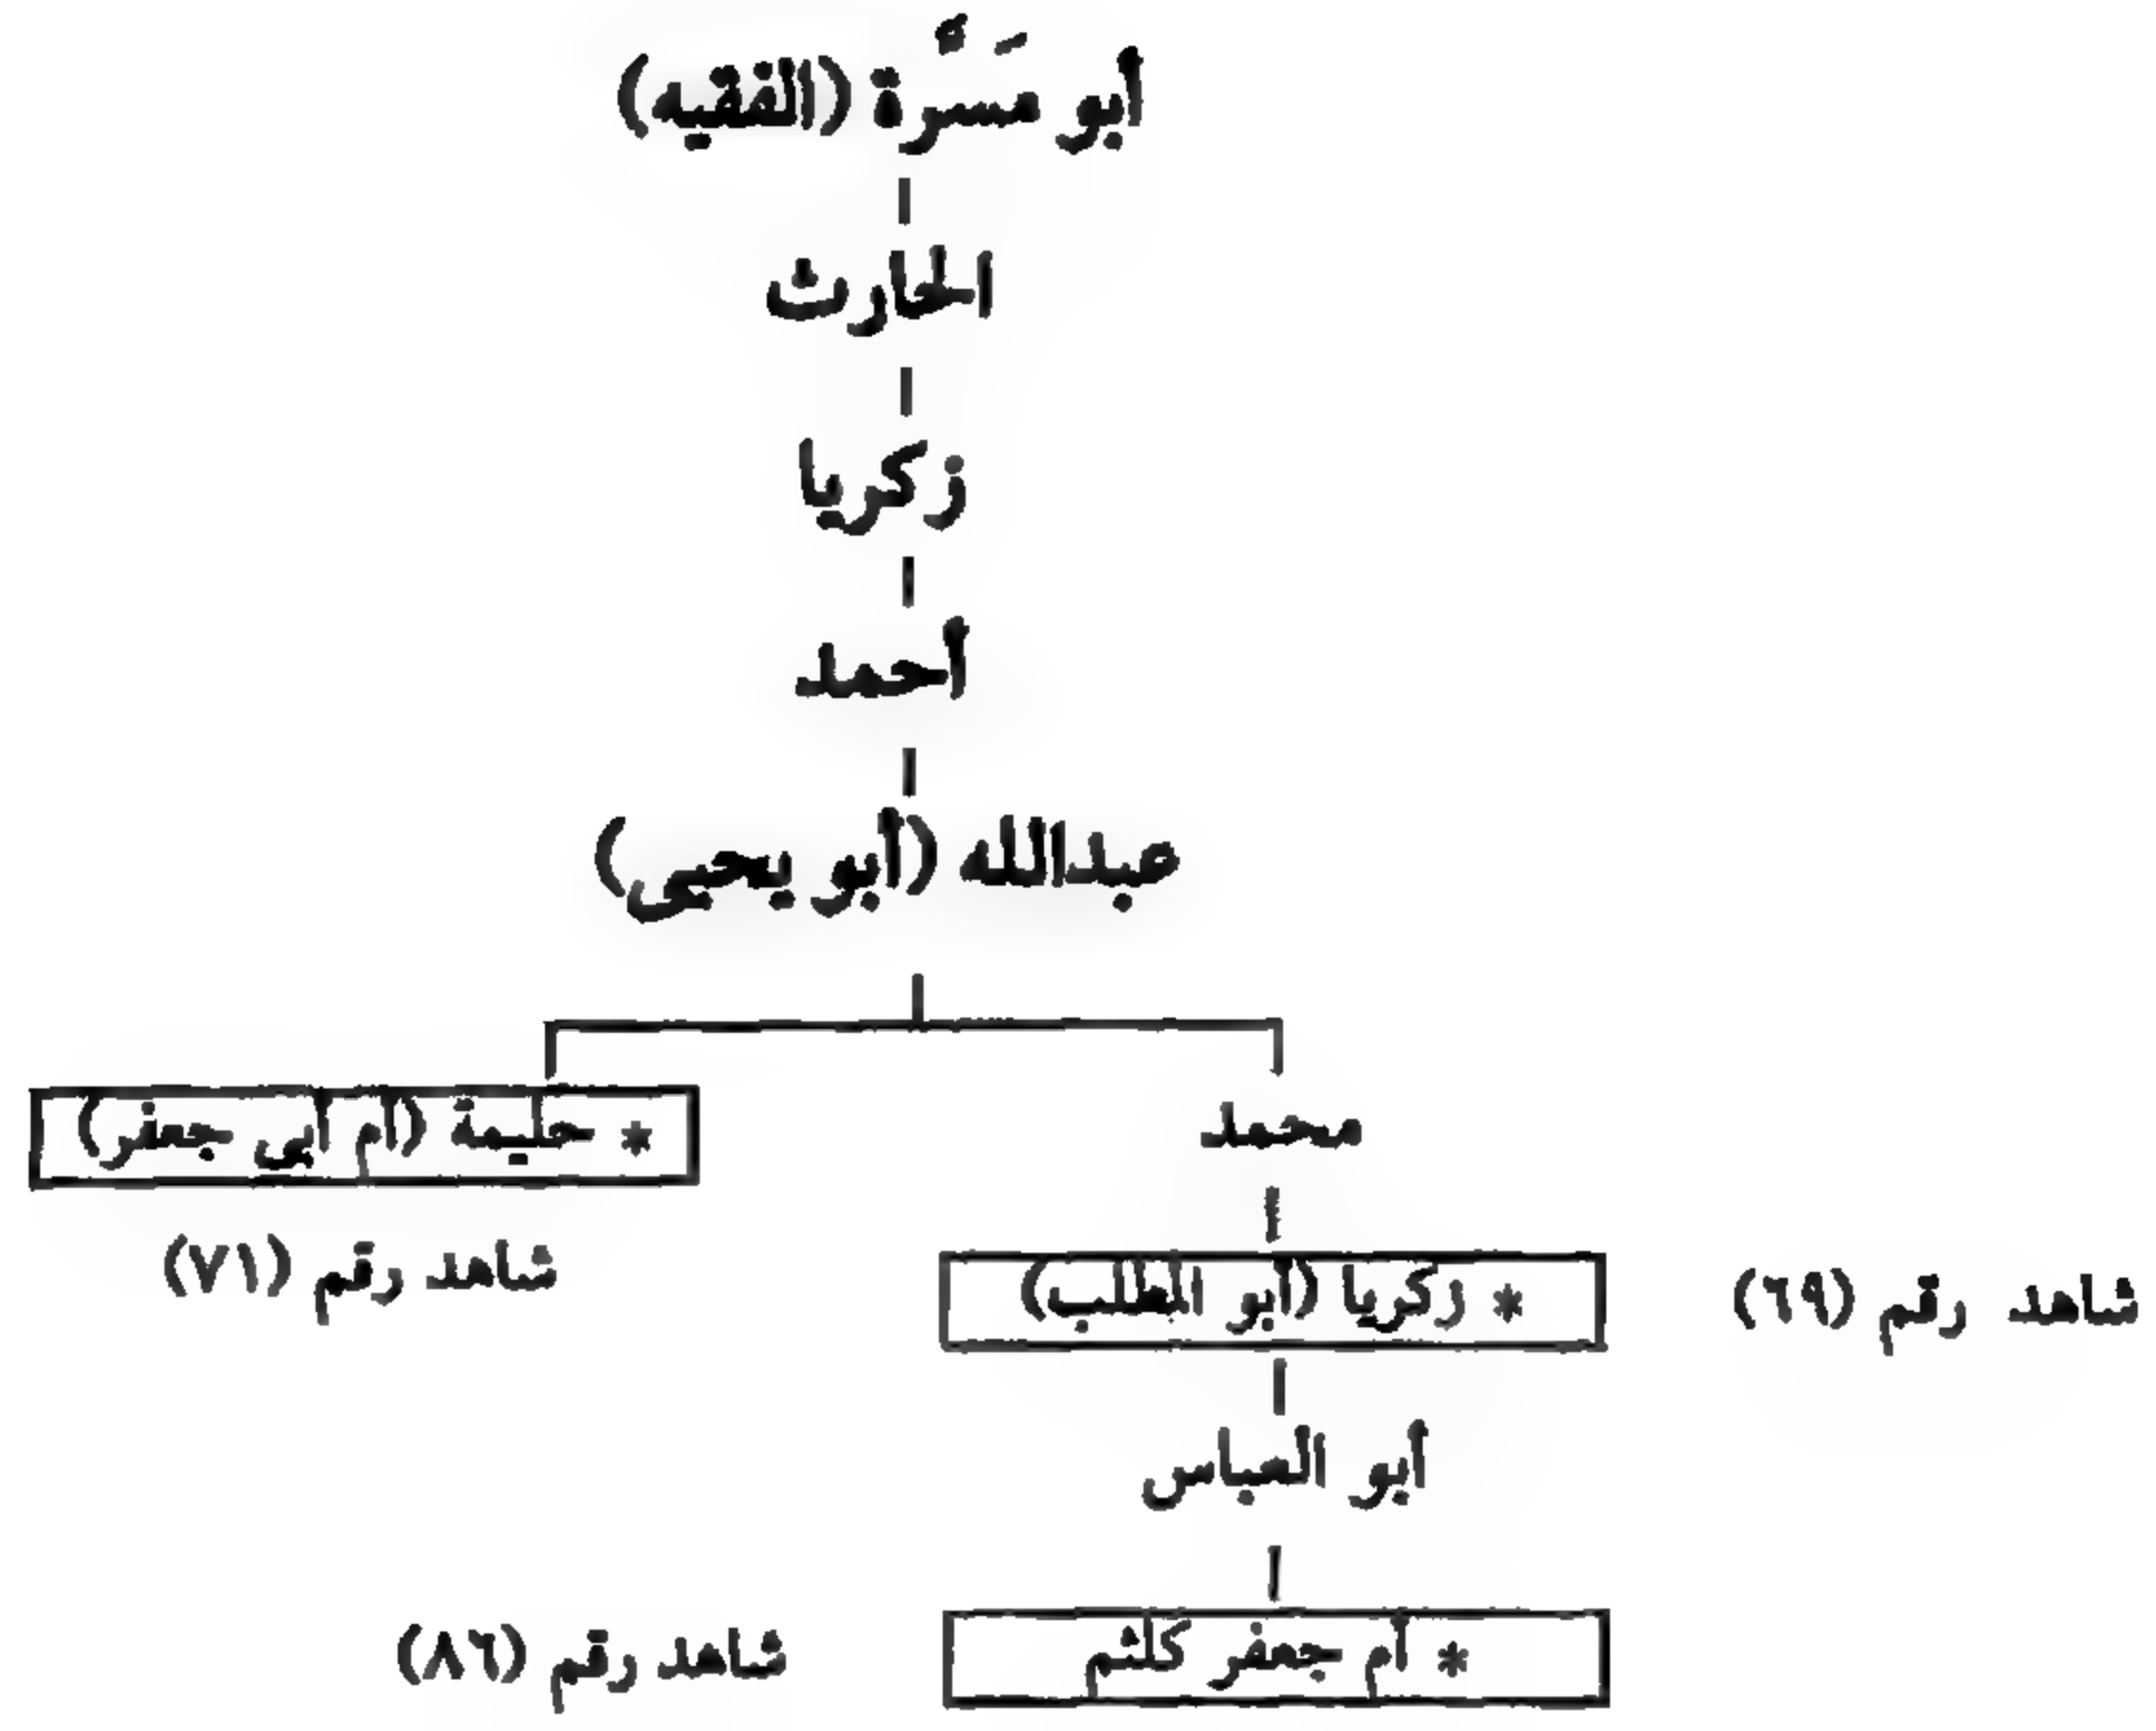 أبو مَسَرَّة (الفقيه)
الحارث
زكريا
أحمد
عبدالله (أبو يحيى)
محمد
* حليمة (أم أبي جعفر)
شاهد رقم (٧١)
* زكريا (أبو المطلب)
شاهد رقم (٦٩)
أبو العباس
* أم جعفر كلثم
شاهد رقم (٨٦)